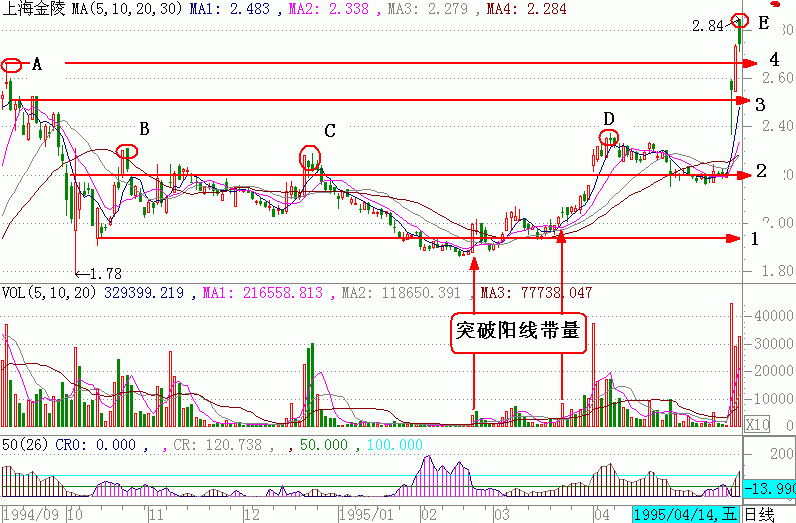 上海金陵 MA(5,10,20,30) MA1: 2.483 , MA2: 2.338 , MA3: 2.279 , MA4: 2.284
2.84
E
4
A
2.60
3
B
C
D
2.40
2
1
2.00
1.78
1.80
VOL(5,10,20) 329399.219 , MA1: 216558.813 , MA2: 118650.391 , MA3: 77738.047
突破阳线带量
40000
30000
20000
10000
X10
0
50(26) CR0: 0.000 , , CR: 120.738 , , 50.000 , 100.000
200
-13.990
1994/09 10 11 12 1995/01 02 03 04 1995/04/14,五 日线